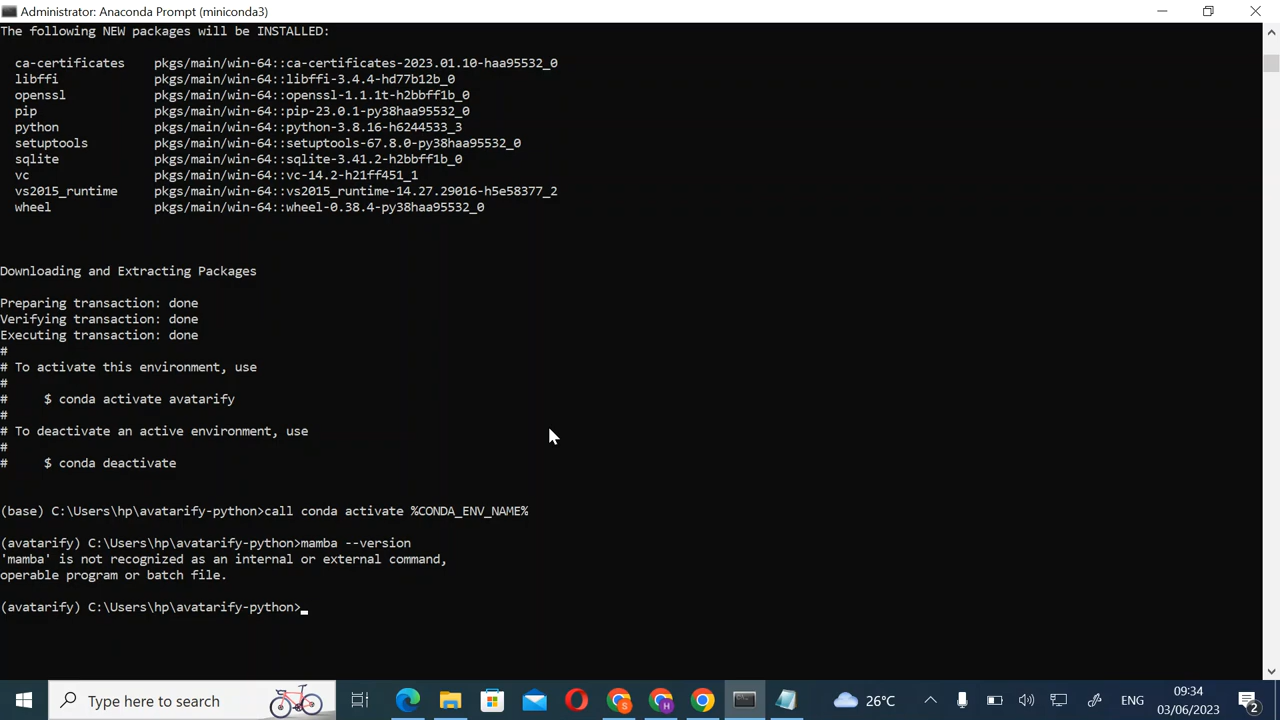 Administrator: Anaconda Prompt (miniconda3)
The following NEW packages will be INSTALLED:
ca-certificates pkgs/main/win-64::ca-certificates-2023.01.10-haa95532_0
libffi pkgs/main/win-64::libffi-3.4.4-hd77b12b_0
openssl pkgs/main/win-64::openssl-1.1.1t-h2bbff1b_0
pip pkgs/main/win-64::pip-23.0.1-py38haa95532_0
python pkgs/main/win-64::python-3.8.16-h6244533_3
setuptools pkgs/main/win-64::setuptools-67.8.0-py38haa95532_0
sqlite pkgs/main/win-64::sqlite-3.41.2-h2bbff1b_0
vc pkgs/main/win-64::vc-14.2-h21ff451_1
vs2015_runtime pkgs/main/win-64::vs2015_runtime-14.27.29016-h5e58377_2
wheel pkgs/main/win-64::wheel-0.38.4-py38haa95532_0
Downloading and Extracting Packages
Preparing transaction: done
Verifying transaction: done
Executing transaction: done
#
# To activate this environment, use
#
# $ conda activate avatarify
#
# To deactivate an active environment, use
#
# $ conda deactivate
(base) C:\Users\hp\avatarify-python>call conda activate %CONDA_ENV_NAME%
(avatarify) C:\Users\hp\avatarify-python>mamba --version
'mamba' is not recognized as an internal or external command,
operable program or batch file.
(avatarify) C:\Users\hp\avatarify-python>
Type here to search
S
H
26°C
ENG
09:34
03/06/2023
2